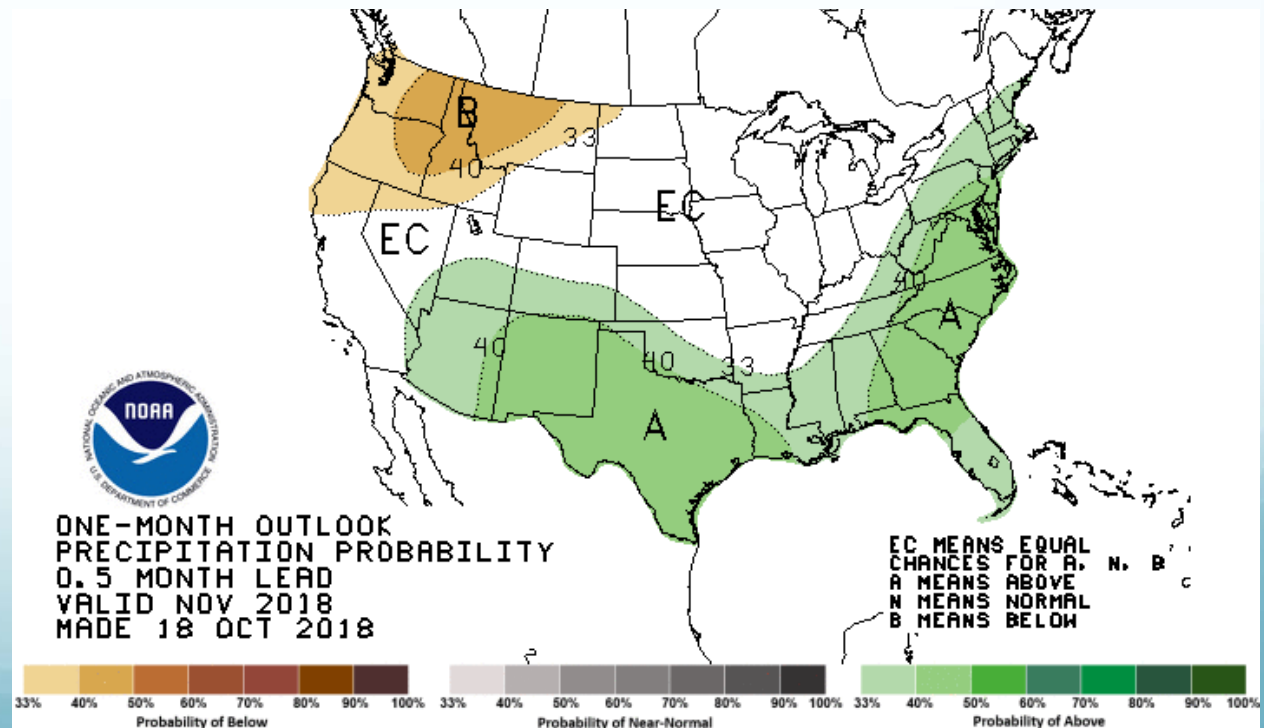 B
33
40
EC
EC
40
A
40
40
33
A
NATIONAL OCEANIC AND ATMOSPHERIC ADMINISTRATION
NOAA
U.S. DEPARTMENT OF COMMERCE
ONE-MONTH OUTLOOK
PRECIPITATION PROBABILITY
0.5 MONTH LEAD
VALID NOV 2018
MADE 18 OCT 2018
EC MEANS EQUAL
CHANCES FOR A, N, B
A MEANS ABOVE
N MEANS NORMAL
B MEANS BELOW
C
33% 40% 50% 60% 70% 80% 90% 100%
Probability of Below
33% 40% 50% 60% 70% 80% 90% 100%
Probability of Near-Normal
33% 40% 50% 60% 70% 80% 90% 100%
Probability of Above